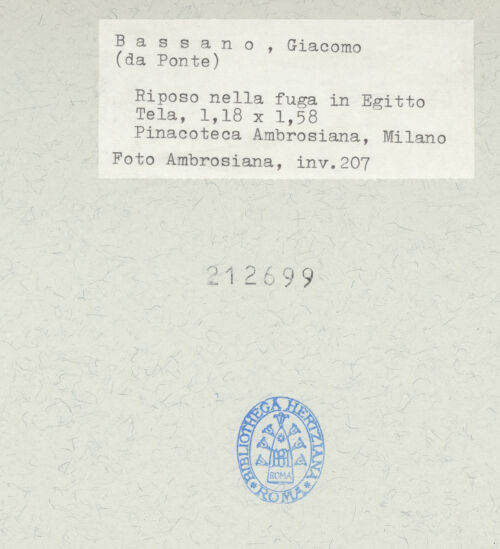 B a s s a n o , Giacomo
(da Ponte)
Riposo nella fuga in Egitto
Tela, 1,18 x 1,58
Pinacoteca Ambrosiana, Milano
Foto Ambrosiana, inv.207
212699
BIBLIOTHECA HERTZIANA
ROMA
* ROMA *